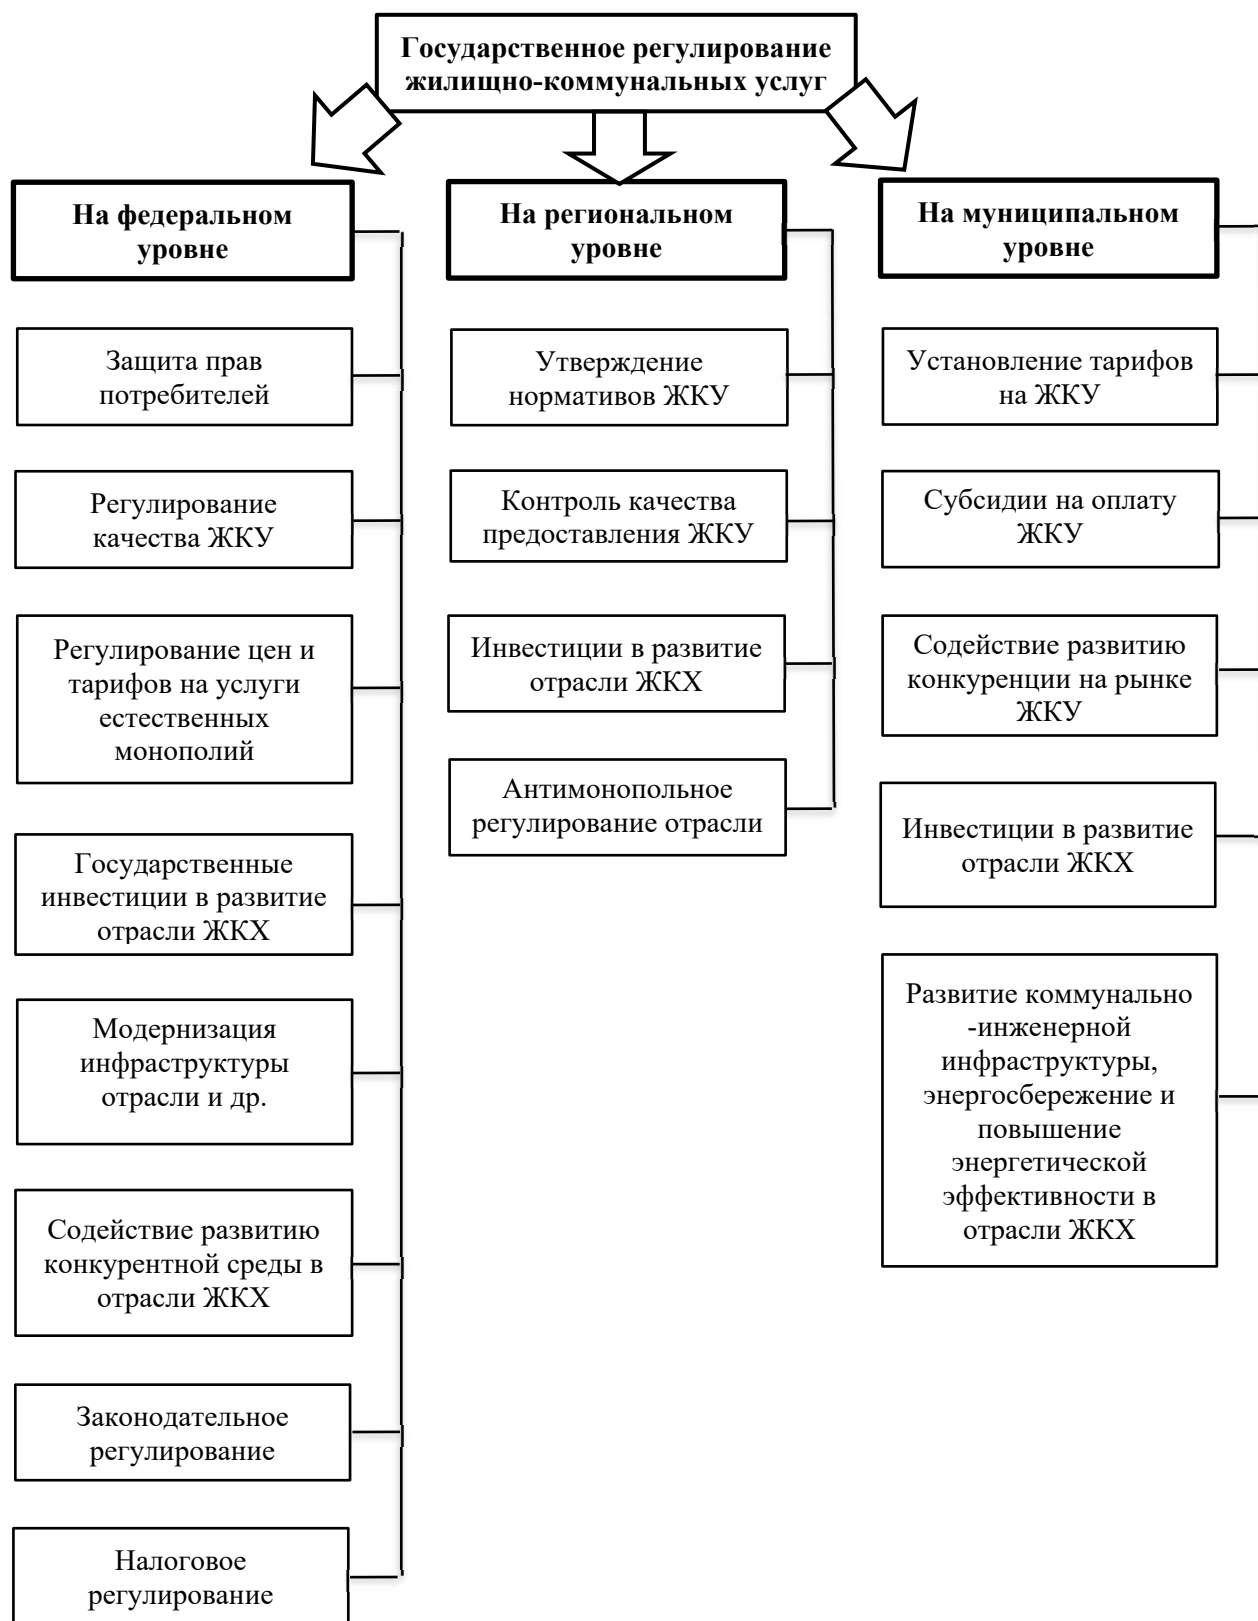 Государственное регулирование
жилищно-коммунальных услуг
На федеральном
уровне
Защита прав
потребителей
Регулирование
качества ЖКУ
Регулирование цен и
тарифов на услуги
естественных
монополий
Государственные
инвестиции в развитие
отрасли ЖКХ
Модернизация
инфраструктуры
отрасли и др.
Содействие развитию
конкурентной среды в
отрасли ЖКХ
Законодательное
регулирование
Налоговое
регулирование
На региональном
уровне
Утверждение
нормативов ЖКУ
Контроль качества
предоставления ЖКУ
Инвестиции в развитие
отрасли ЖКХ
Антимонопольное
регулирование отрасли
На муниципальном
уровне
Установление тарифов
на ЖКУ
Субсидии на оплату
ЖКУ
Содействие развитию
конкуренции на рынке
ЖКУ
Инвестиции в развитие
отрасли ЖКХ
Развитие коммунально
-инженерной
инфраструктуры,
энергосбережение и
повышение
энергетической
эффективности в
отрасли ЖКХ